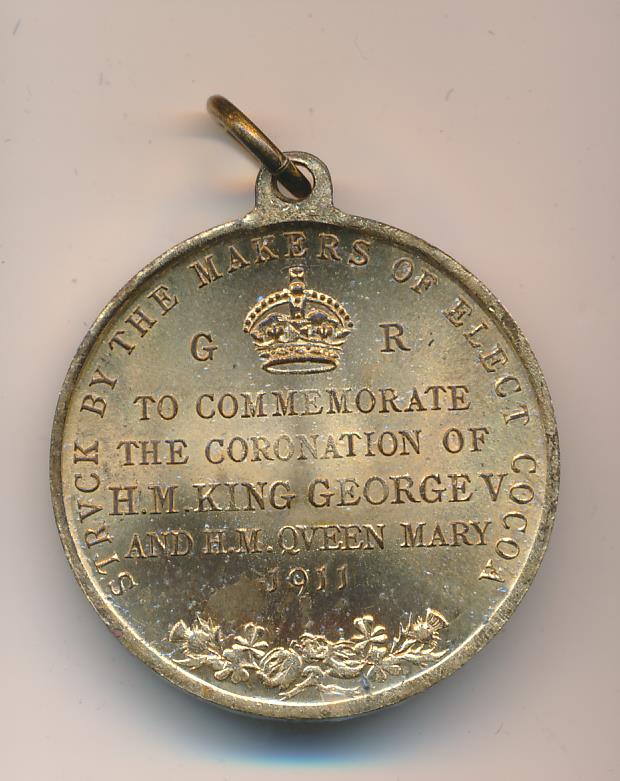 STRVCK BY THE MAKERS OF ELECT COCOA
G R
TO COMMEMORATE
THE CORONATION OF
H.M. KING GEORGE V
AND H.M. QVEEN MARY
1911